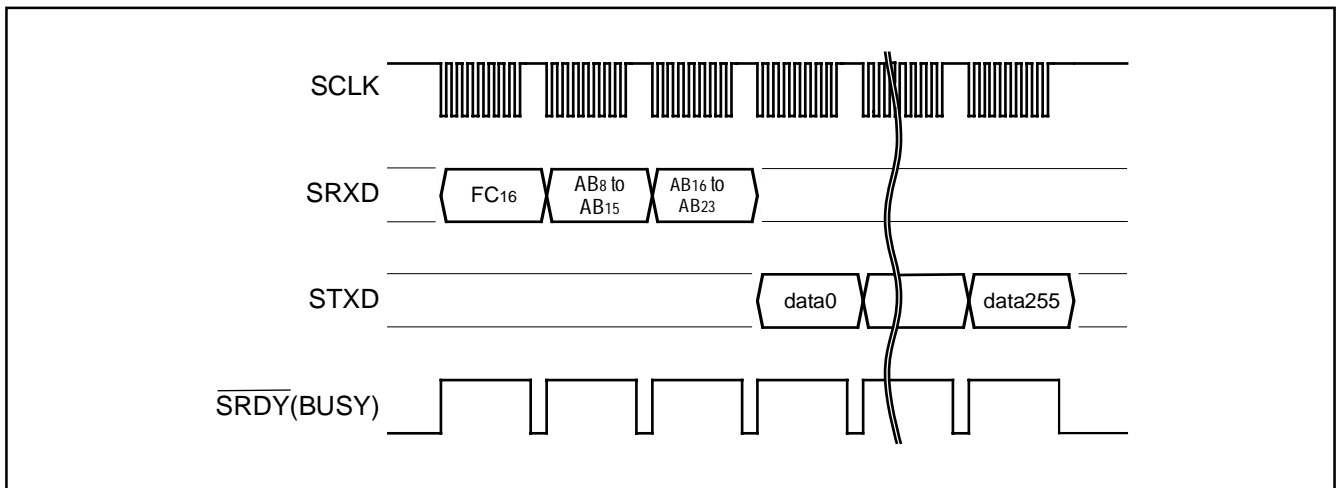 SCLK
SRXD
FC16
AB8 to
AB15
AB16 to
AB23
STXD
data0
data255
SRDY(BUSY)